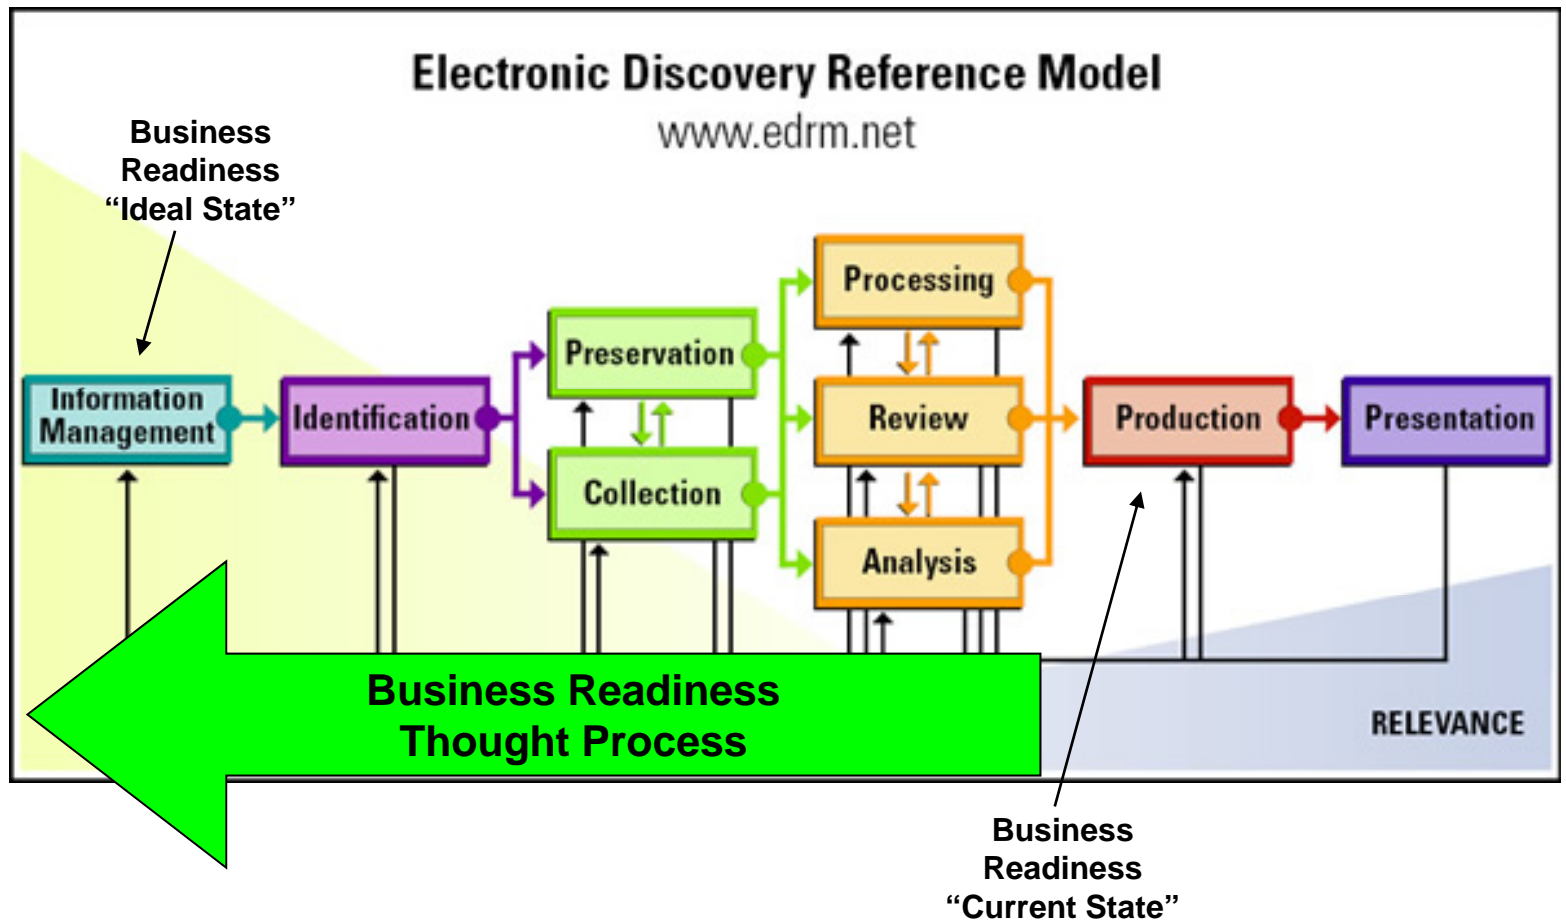 Electronic Discovery Reference Model
www.edrm.net
Business
Readiness
“Ideal State”
Information
Management
Identification
Preservation
Collection
Processing
Review
Analysis
Production
Presentation
Business Readiness
Thought Process
RELEVANCE
Business
Readiness
“Current State”